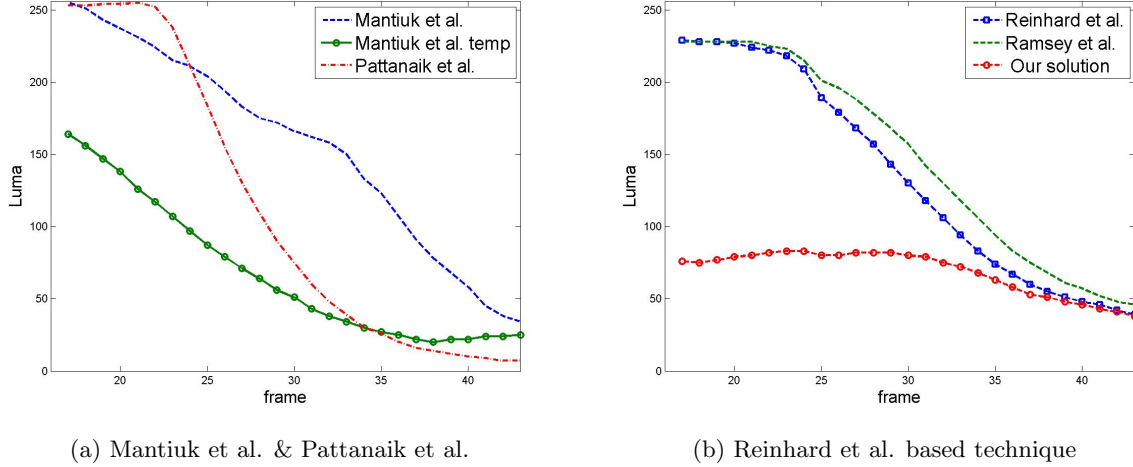 250
200
150
100
50
0
Luma
20 25 30 35 40
frame
Mantiuk et al.
Mantiuk et al. temp
Pattanaik et al.
(a) Mantiuk et al. & Pattanaik et al.
250
200
150
100
50
0
Luma
20 25 30 35 40
frame
Reinhard et al.
Ramsey et al.
Our solution
(b) Reinhard et al. based technique